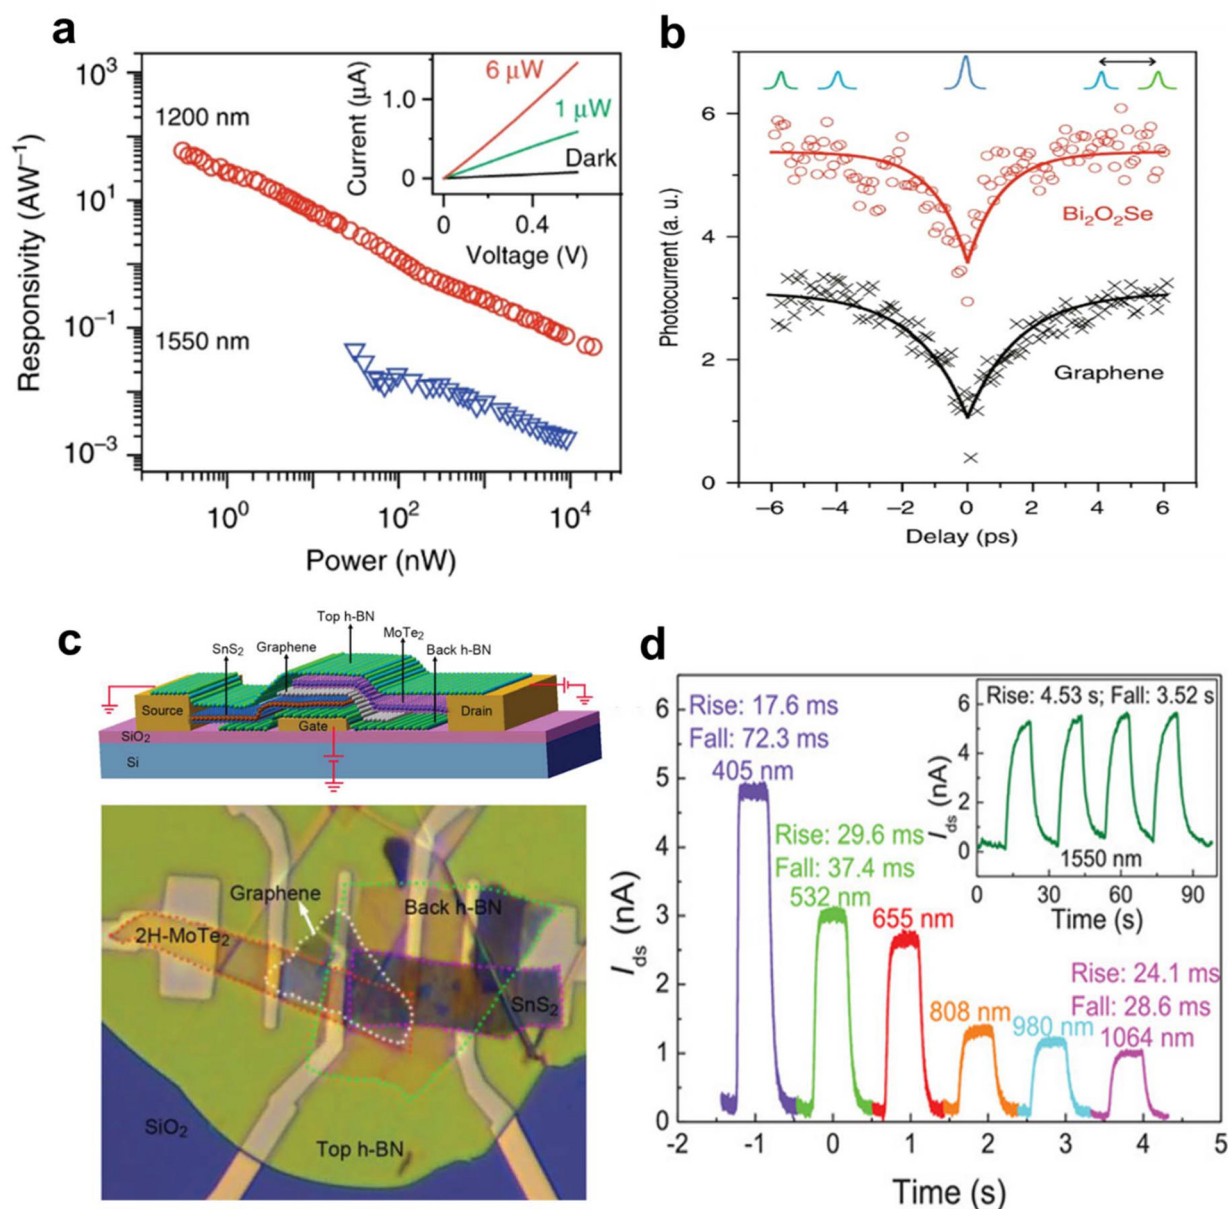 a
10³
10¹
10⁻¹
10⁻³
Responsivity (AW⁻¹)
1200 nm
1550 nm
10⁰
10²
10⁴
Power (nW)
Current (μA)
1.0
0
6 μW
1 μW
Dark
0
0.4
Voltage (V)
b
6
4
2
0
Photocurrent (a. u.)
Bi₂O₂Se
Graphene
−6
−4
−2
0
2
4
6
Delay (ps)
c
Top h-BN
SnS₂
Graphene
MoTe₂
Back h-BN
Source
Gate
Drain
SiO₂
Si
Graphene
Back h-BN
2H-MoTe₂
SnS₂
SiO₂
Top h-BN
d
6
5
4
3
2
1
0
Ids (nA)
Rise: 17.6 ms
Fall: 72.3 ms
405 nm
Rise: 29.6 ms
Fall: 37.4 ms
532 nm
655 nm
808 nm
980 nm
Rise: 24.1 ms
Fall: 28.6 ms
1064 nm
-2
-1
0
1
2
3
4
5
Time (s)
Rise: 4.53 s; Fall: 3.52 s
6
4
2
0
Ids (nA)
1550 nm
0
30
60
90
Time (s)